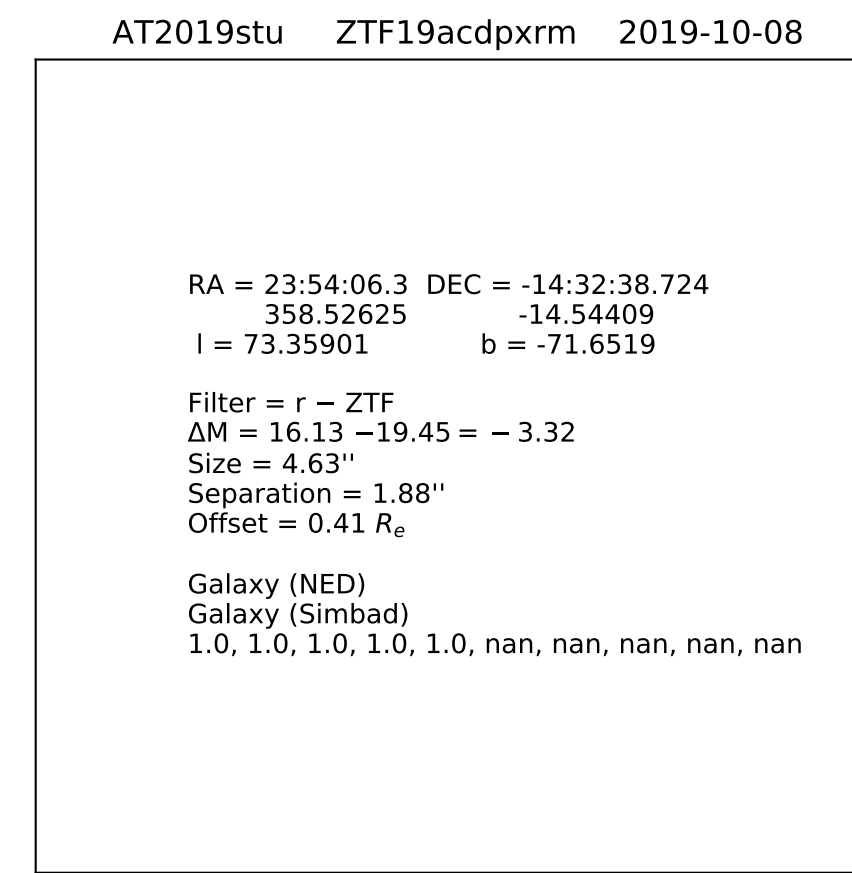 AT2019stu ZTF19acdpxrm 2019-10-08
RA = 23:54:06.3 DEC = -14:32:38.724
358.52625 -14.54409
l = 73.35901 b = -71.6519
Filter = r − ZTF
ΔM = 16.13 −19.45 = − 3.32
Size = 4.63''
Separation = 1.88''
Offset = 0.41 Re
Galaxy (NED)
Galaxy (Simbad)
1.0, 1.0, 1.0, 1.0, 1.0, nan, nan, nan, nan, nan